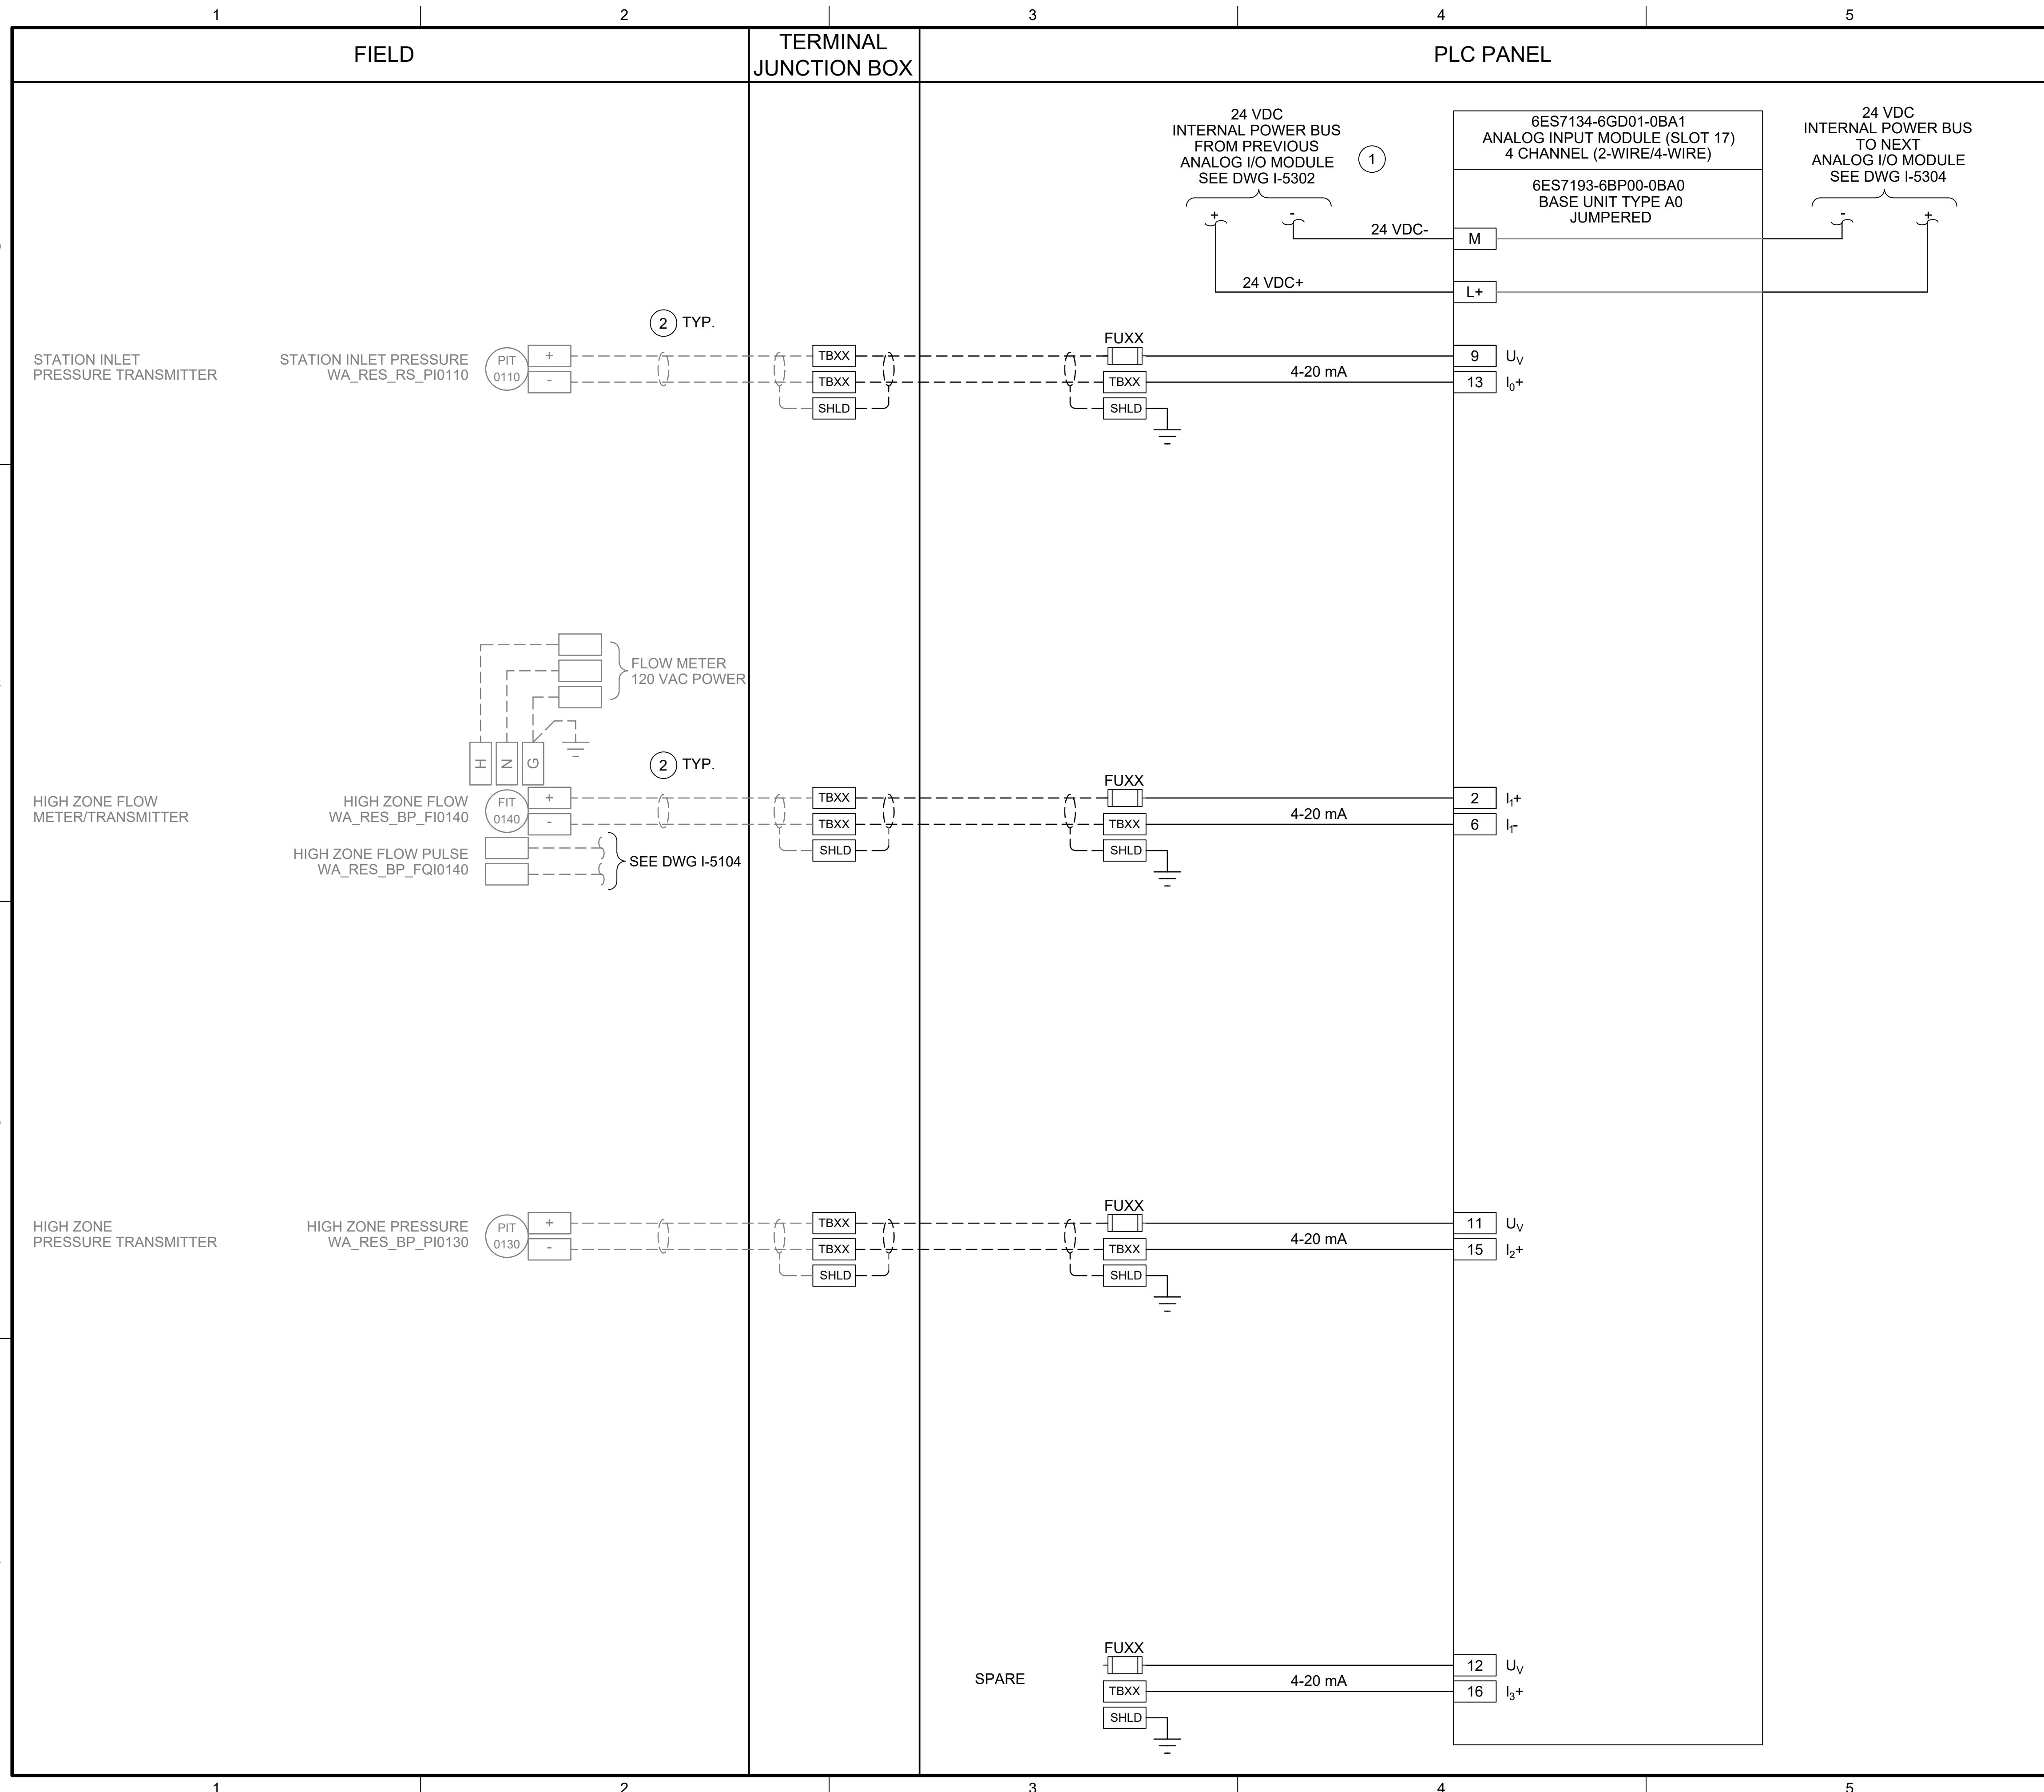 1 2 3 4 5
FIELD
TERMINAL
JUNCTION BOX
PLC PANEL
24 VDC
INTERNAL POWER BUS
FROM PREVIOUS
ANALOG I/O MODULE
SEE DWG I-5302
1
6ES7134-6GD01-0BA1
ANALOG INPUT MODULE (SLOT 17)
4 CHANNEL (2-WIRE/4-WIRE)
6ES7193-6BP00-0BA0
BASE UNIT TYPE A0
JUMPERED
24 VDC
INTERNAL POWER BUS
TO NEXT
ANALOG I/O MODULE
SEE DWG I-5304
+ - - +
24 VDC- M
24 VDC+ L+
2 TYP.
STATION INLET
PRESSURE TRANSMITTER
STATION INLET PRESSURE
WA_RES_RS_PI0110
PIT
0110
+
-
TBXX
TBXX
SHLD
FUXX
TBXX
SHLD
4-20 mA
9 UV
13 I0+
FLOW METER
120 VAC POWER
H N G
2 TYP.
HIGH ZONE FLOW
METER/TRANSMITTER
HIGH ZONE FLOW
WA_RES_BP_FI0140
FIT
0140
+
-
HIGH ZONE FLOW PULSE
WA_RES_BP_FQI0140
SEE DWG I-5104
TBXX
TBXX
SHLD
FUXX
TBXX
SHLD
4-20 mA
2 I1+
6 I1-
HIGH ZONE
PRESSURE TRANSMITTER
HIGH ZONE PRESSURE
WA_RES_BP_PI0130
PIT
0130
+
-
TBXX
TBXX
SHLD
FUXX
TBXX
SHLD
4-20 mA
11 UV
15 I2+
SPARE
FUXX
TBXX
SHLD
4-20 mA
12 UV
16 I3+
1 2 3 4 5